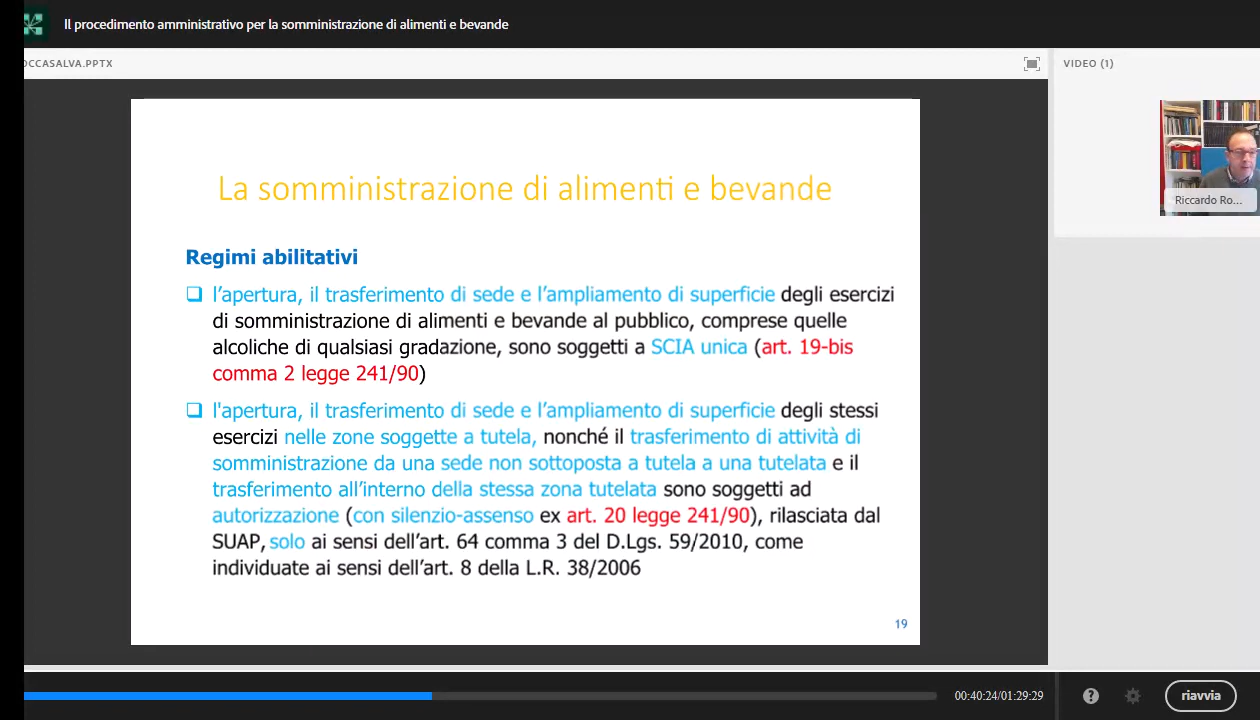 Il procedimento amministrativo per la somministrazione di alimenti e bevande
OCCASALVA.PPTX
VIDEO (1)
La somministrazione di alimenti e bevande
Regimi abilitativi
l’apertura, il trasferimento di sede e l’ampliamento di superficie degli esercizi
di somministrazione di alimenti e bevande al pubblico, comprese quelle
alcoliche di qualsiasi gradazione, sono soggetti a SCIA unica (art. 19-bis
comma 2 legge 241/90)
l'apertura, il trasferimento di sede e l’ampliamento di superficie degli stessi
esercizi nelle zone soggette a tutela, nonché il trasferimento di attività di
somministrazione da una sede non sottoposta a tutela a una tutelata e il
trasferimento all’interno della stessa zona tutelata sono soggetti ad
autorizzazione (con silenzio-assenso ex art. 20 legge 241/90), rilasciata dal
SUAP, solo ai sensi dell’art. 64 comma 3 del D.Lgs. 59/2010, come
individuate ai sensi dell’art. 8 della L.R. 38/2006
19
Riccardo Ro...
00:40:24/01:29:29
?
riavvia